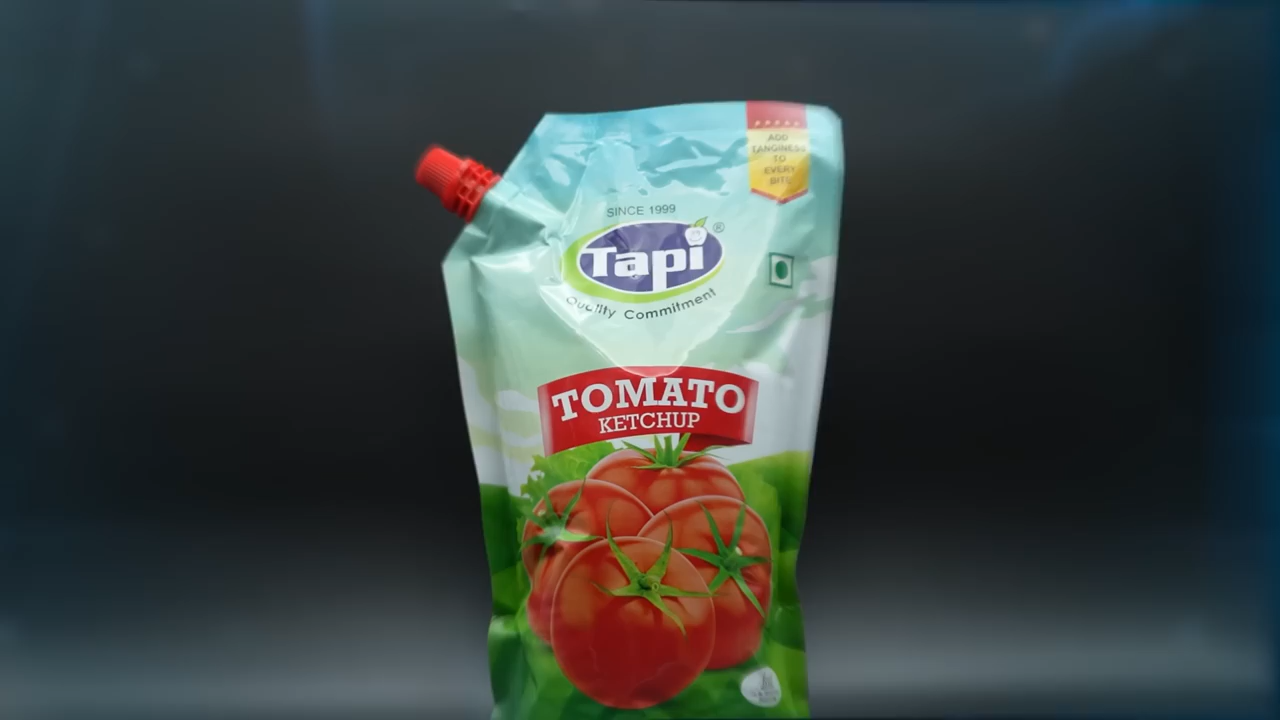 ADD
TANGINESS
TO
EVERY
BITE
SINCE 1999
Tapi ®
Quality Commitment
TOMATO
KETCHUP